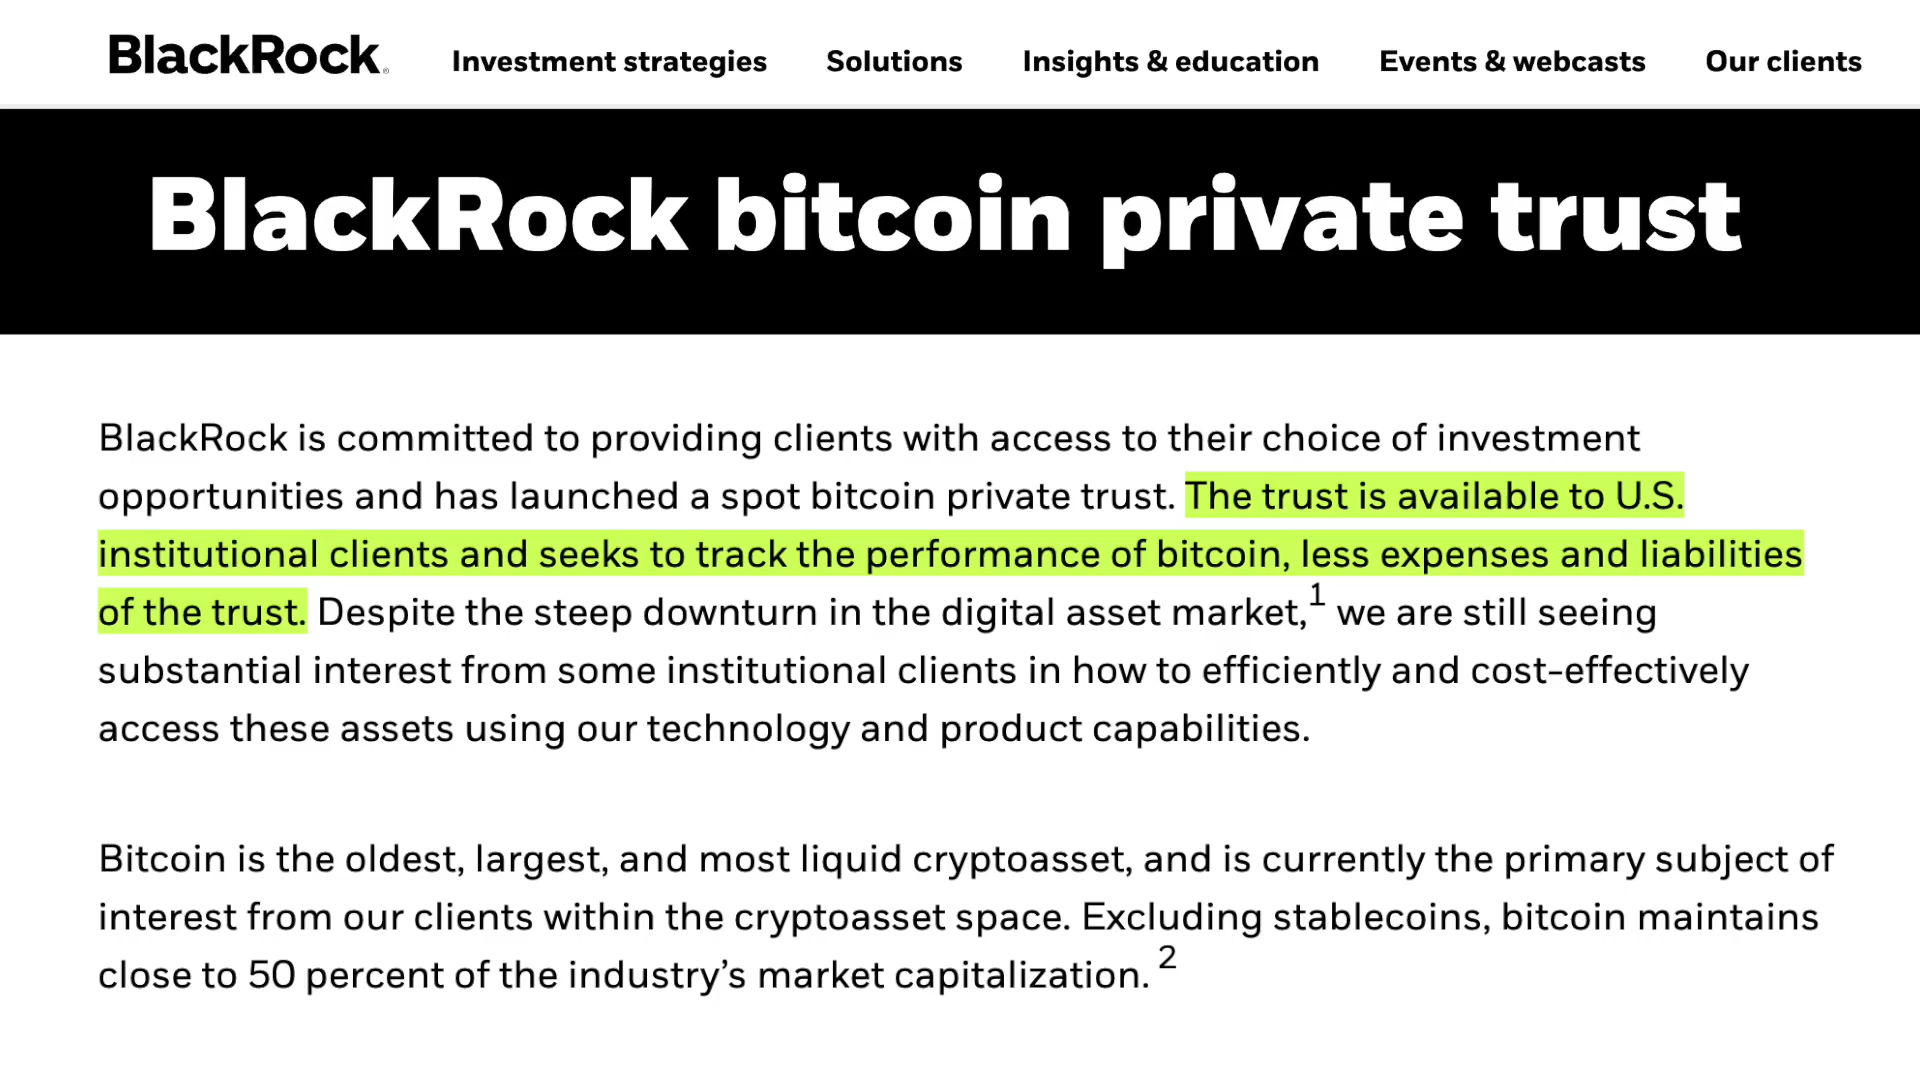 BlackRock®
Investment strategies Solutions Insights & education Events & webcasts Our clients
BlackRock bitcoin private trust
BlackRock is committed to providing clients with access to their choice of investment
opportunities and has launched a spot bitcoin private trust. The trust is available to U.S.
institutional clients and seeks to track the performance of bitcoin, less expenses and liabilities
of the trust. Despite the steep downturn in the digital asset market,1 we are still seeing
substantial interest from some institutional clients in how to efficiently and cost-effectively
access these assets using our technology and product capabilities.
Bitcoin is the oldest, largest, and most liquid cryptoasset, and is currently the primary subject of
interest from our clients within the cryptoasset space. Excluding stablecoins, bitcoin maintains
close to 50 percent of the industry’s market capitalization. 2